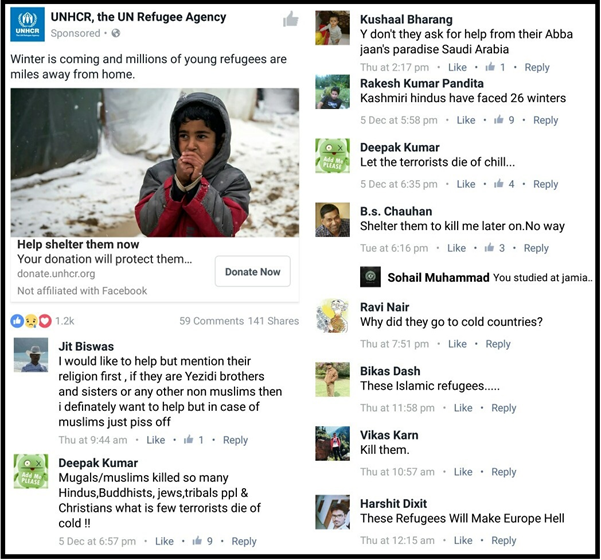 UNHCR, the UN Refugee Agency
Sponsored ·
UNHCR
Winter is coming and millions of young refugees are
miles away from home.
Help shelter them now
Your donation will protect them...
donate.unhcr.org
Donate Now
Not affiliated with Facebook
1.2k
59 Comments 141 Shares
Jit Biswas
I would like to help but mention their
religion first , if they are Yezidi brothers
and sisters or any other non muslims then
i definately want to help but in case of
muslims just piss off
Thu at 9:44 am · Like · 1 · Reply
Add Me
PLEASE
Deepak Kumar
Mugals/muslims killed so many
Hindus,Buddhists, jews,tribals ppl &
Christians what is few terrorists die of
cold !!
5 Dec at 6:57 pm · Like · 9 · Reply
Kushaal Bharang
Y don't they ask for help from their Abba
jaan's paradise Saudi Arabia
Thu at 2:17 pm · Like · 1 · Reply
Rakesh Kumar Pandita
Kashmiri hindus have faced 26 winters
5 Dec at 5:58 pm · Like · 9 · Reply
Add Me
PLEASE
Deepak Kumar
Let the terrorists die of chill...
5 Dec at 6:35 pm · Like · 4 · Reply
B.s. Chauhan
Shelter them to kill me later on.No way
Tue at 6:16 pm · Like · 3 · Reply
Sohail Muhammad You studied at jamia..
Ravi Nair
Why did they go to cold countries?
Thu at 7:51 pm · Like · Reply
Bikas Dash
These Islamic refugees.....
Thu at 11:58 pm · Like · Reply
Vikas Karn
Kill them.
Thu at 10:57 am · Like · Reply
Harshit Dixit
These Refugees Will Make Europe Hell
Thu at 12:15 am · Like · Reply